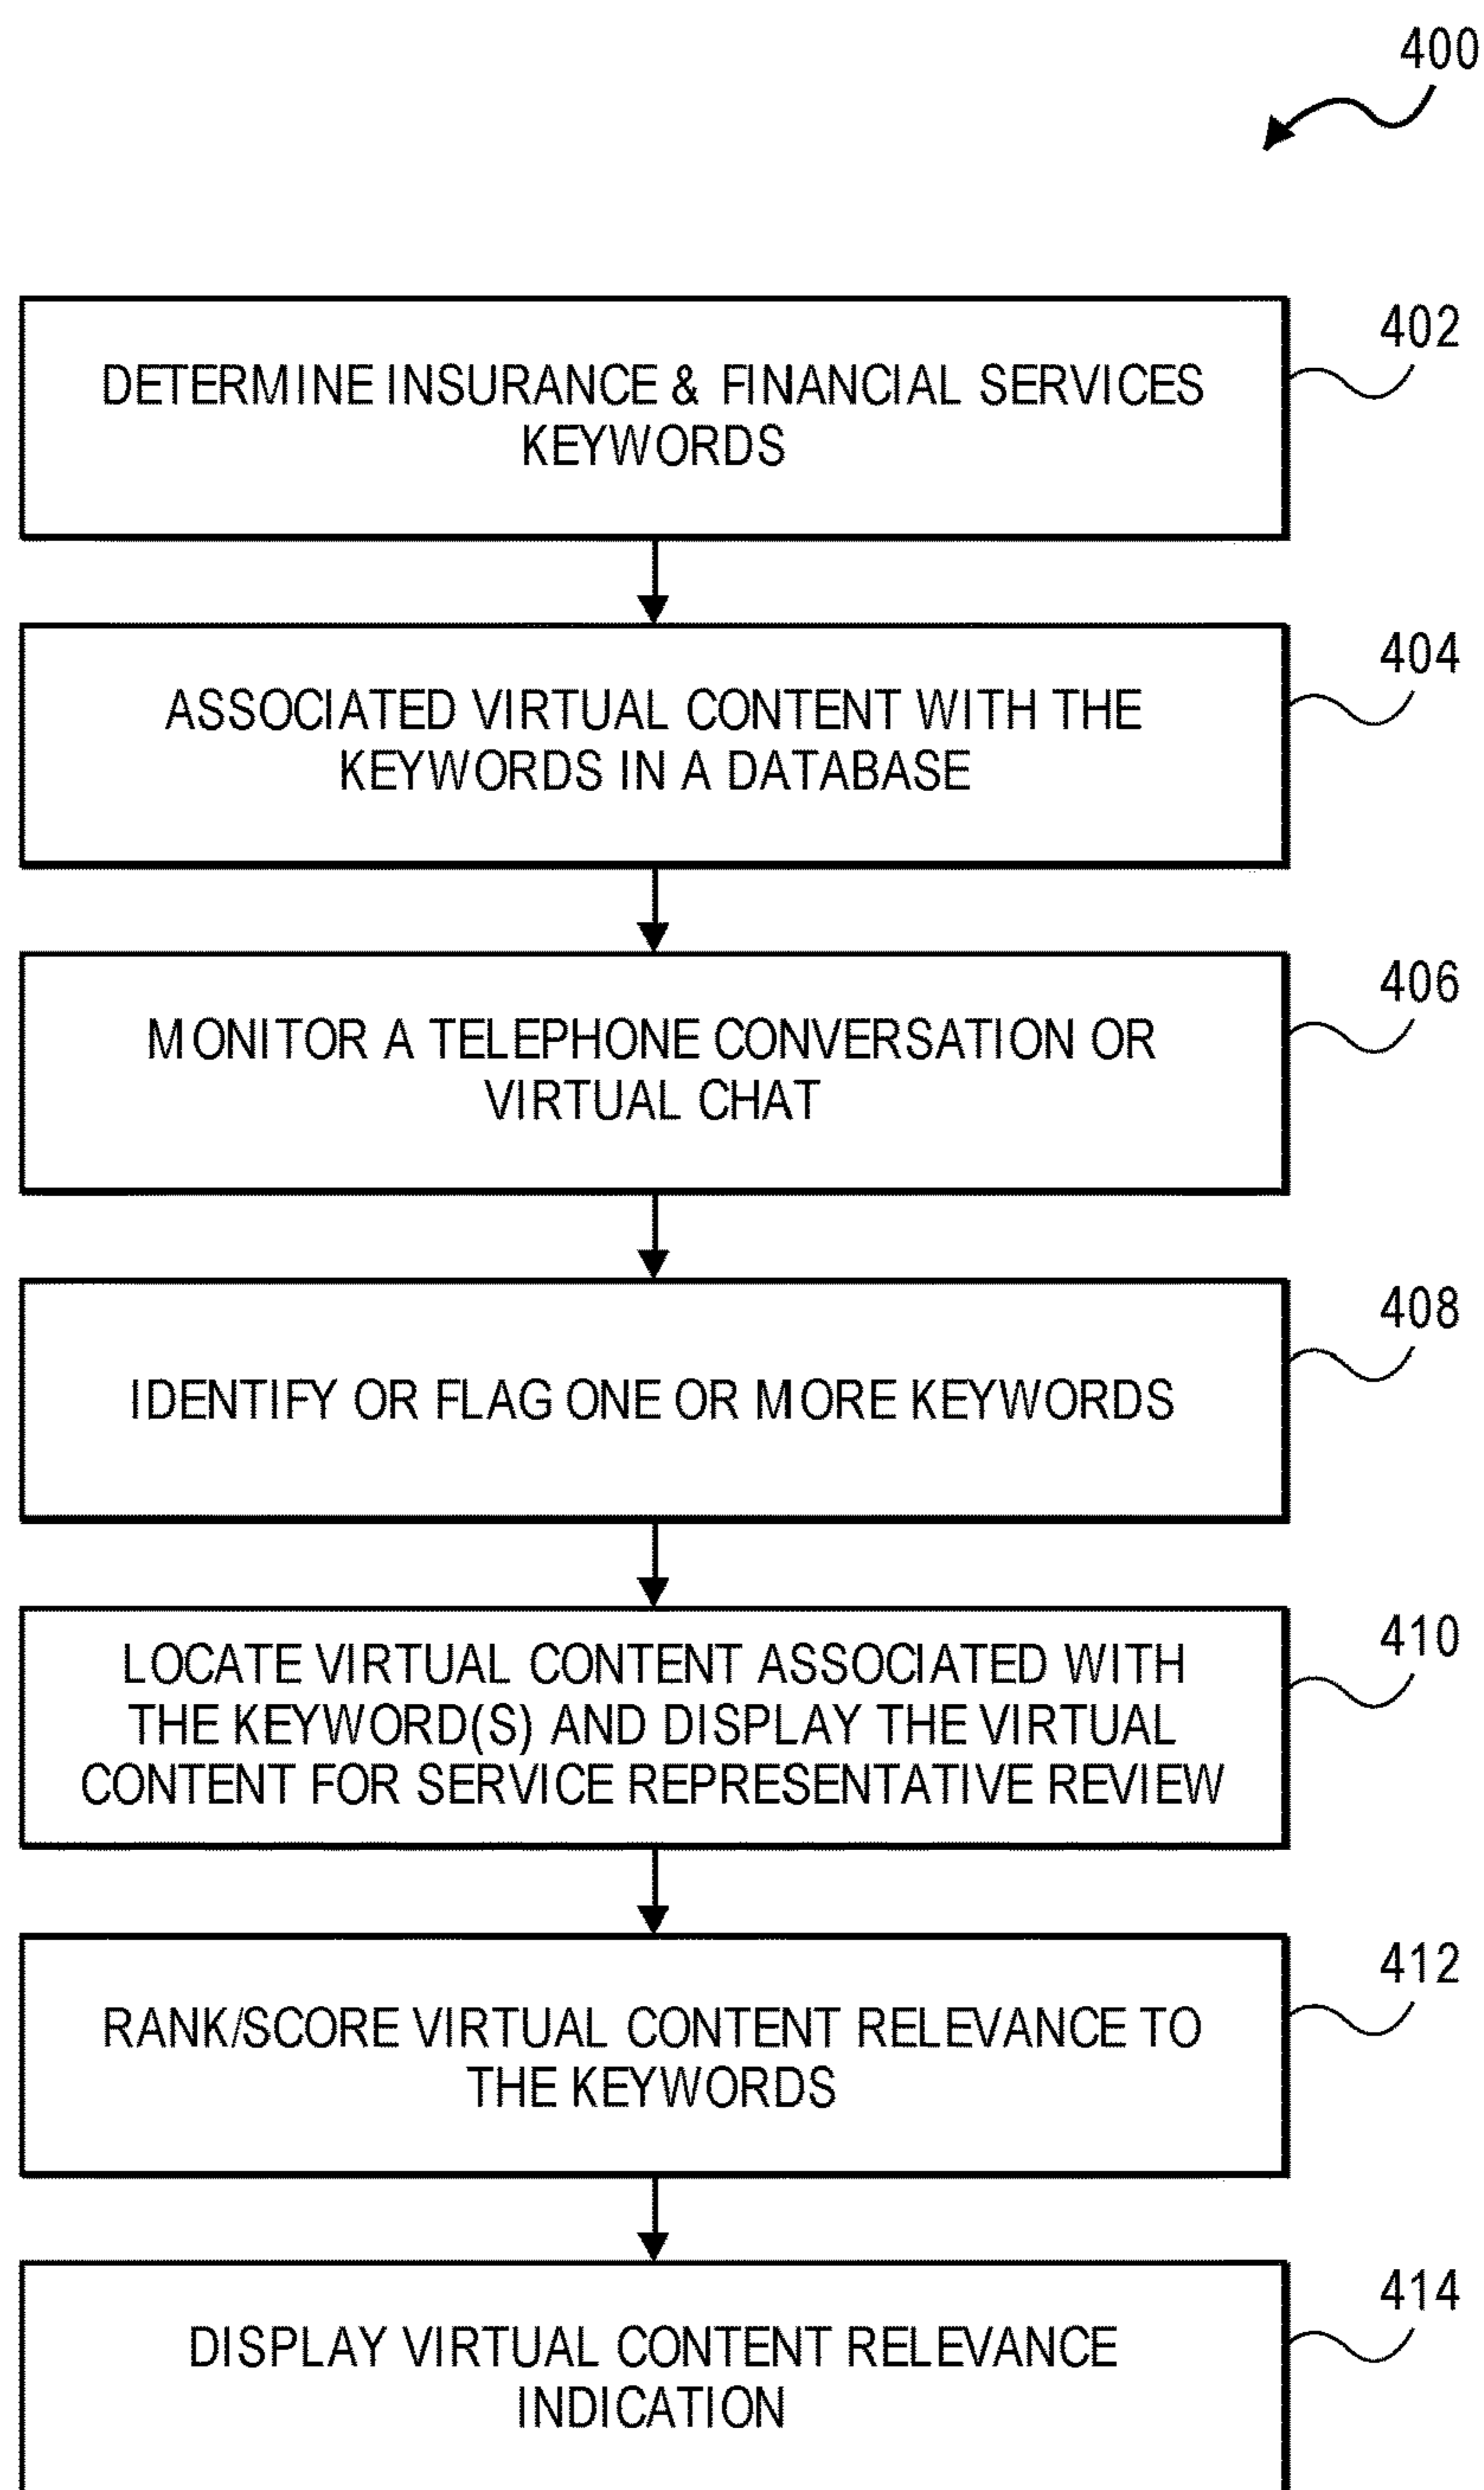 400
402
DETERMINE INSURANCE & FINANCIAL SERVICES
KEYWORDS
404
ASSOCIATED VIRTUAL CONTENT WITH THE
KEYWORDS IN A DATABASE
406
MONITOR A TELEPHONE CONVERSATION OR
VIRTUAL CHAT
408
IDENTIFY OR FLAG ONE OR MORE KEYWORDS
410
LOCATE VIRTUAL CONTENT ASSOCIATED WITH
THE KEYWORD(S) AND DISPLAY THE VIRTUAL
CONTENT FOR SERVICE REPRESENTATIVE REVIEW
412
RANK/SCORE VIRTUAL CONTENT RELEVANCE TO
THE KEYWORDS
414
DISPLAY VIRTUAL CONTENT RELEVANCE
INDICATION